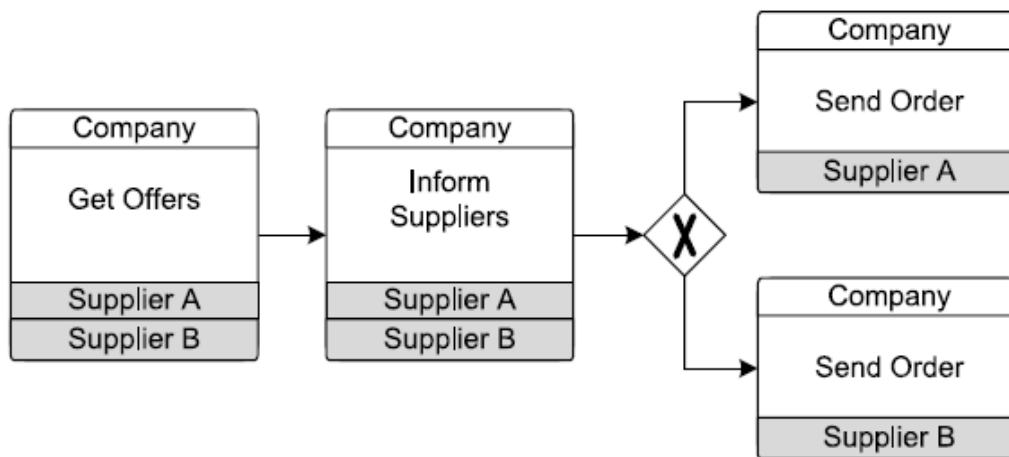 Company
Get Offers
Supplier A
Supplier B
Company
Inform
Suppliers
Supplier A
Supplier B
X
Company
Send Order
Supplier A
Company
Send Order
Supplier B